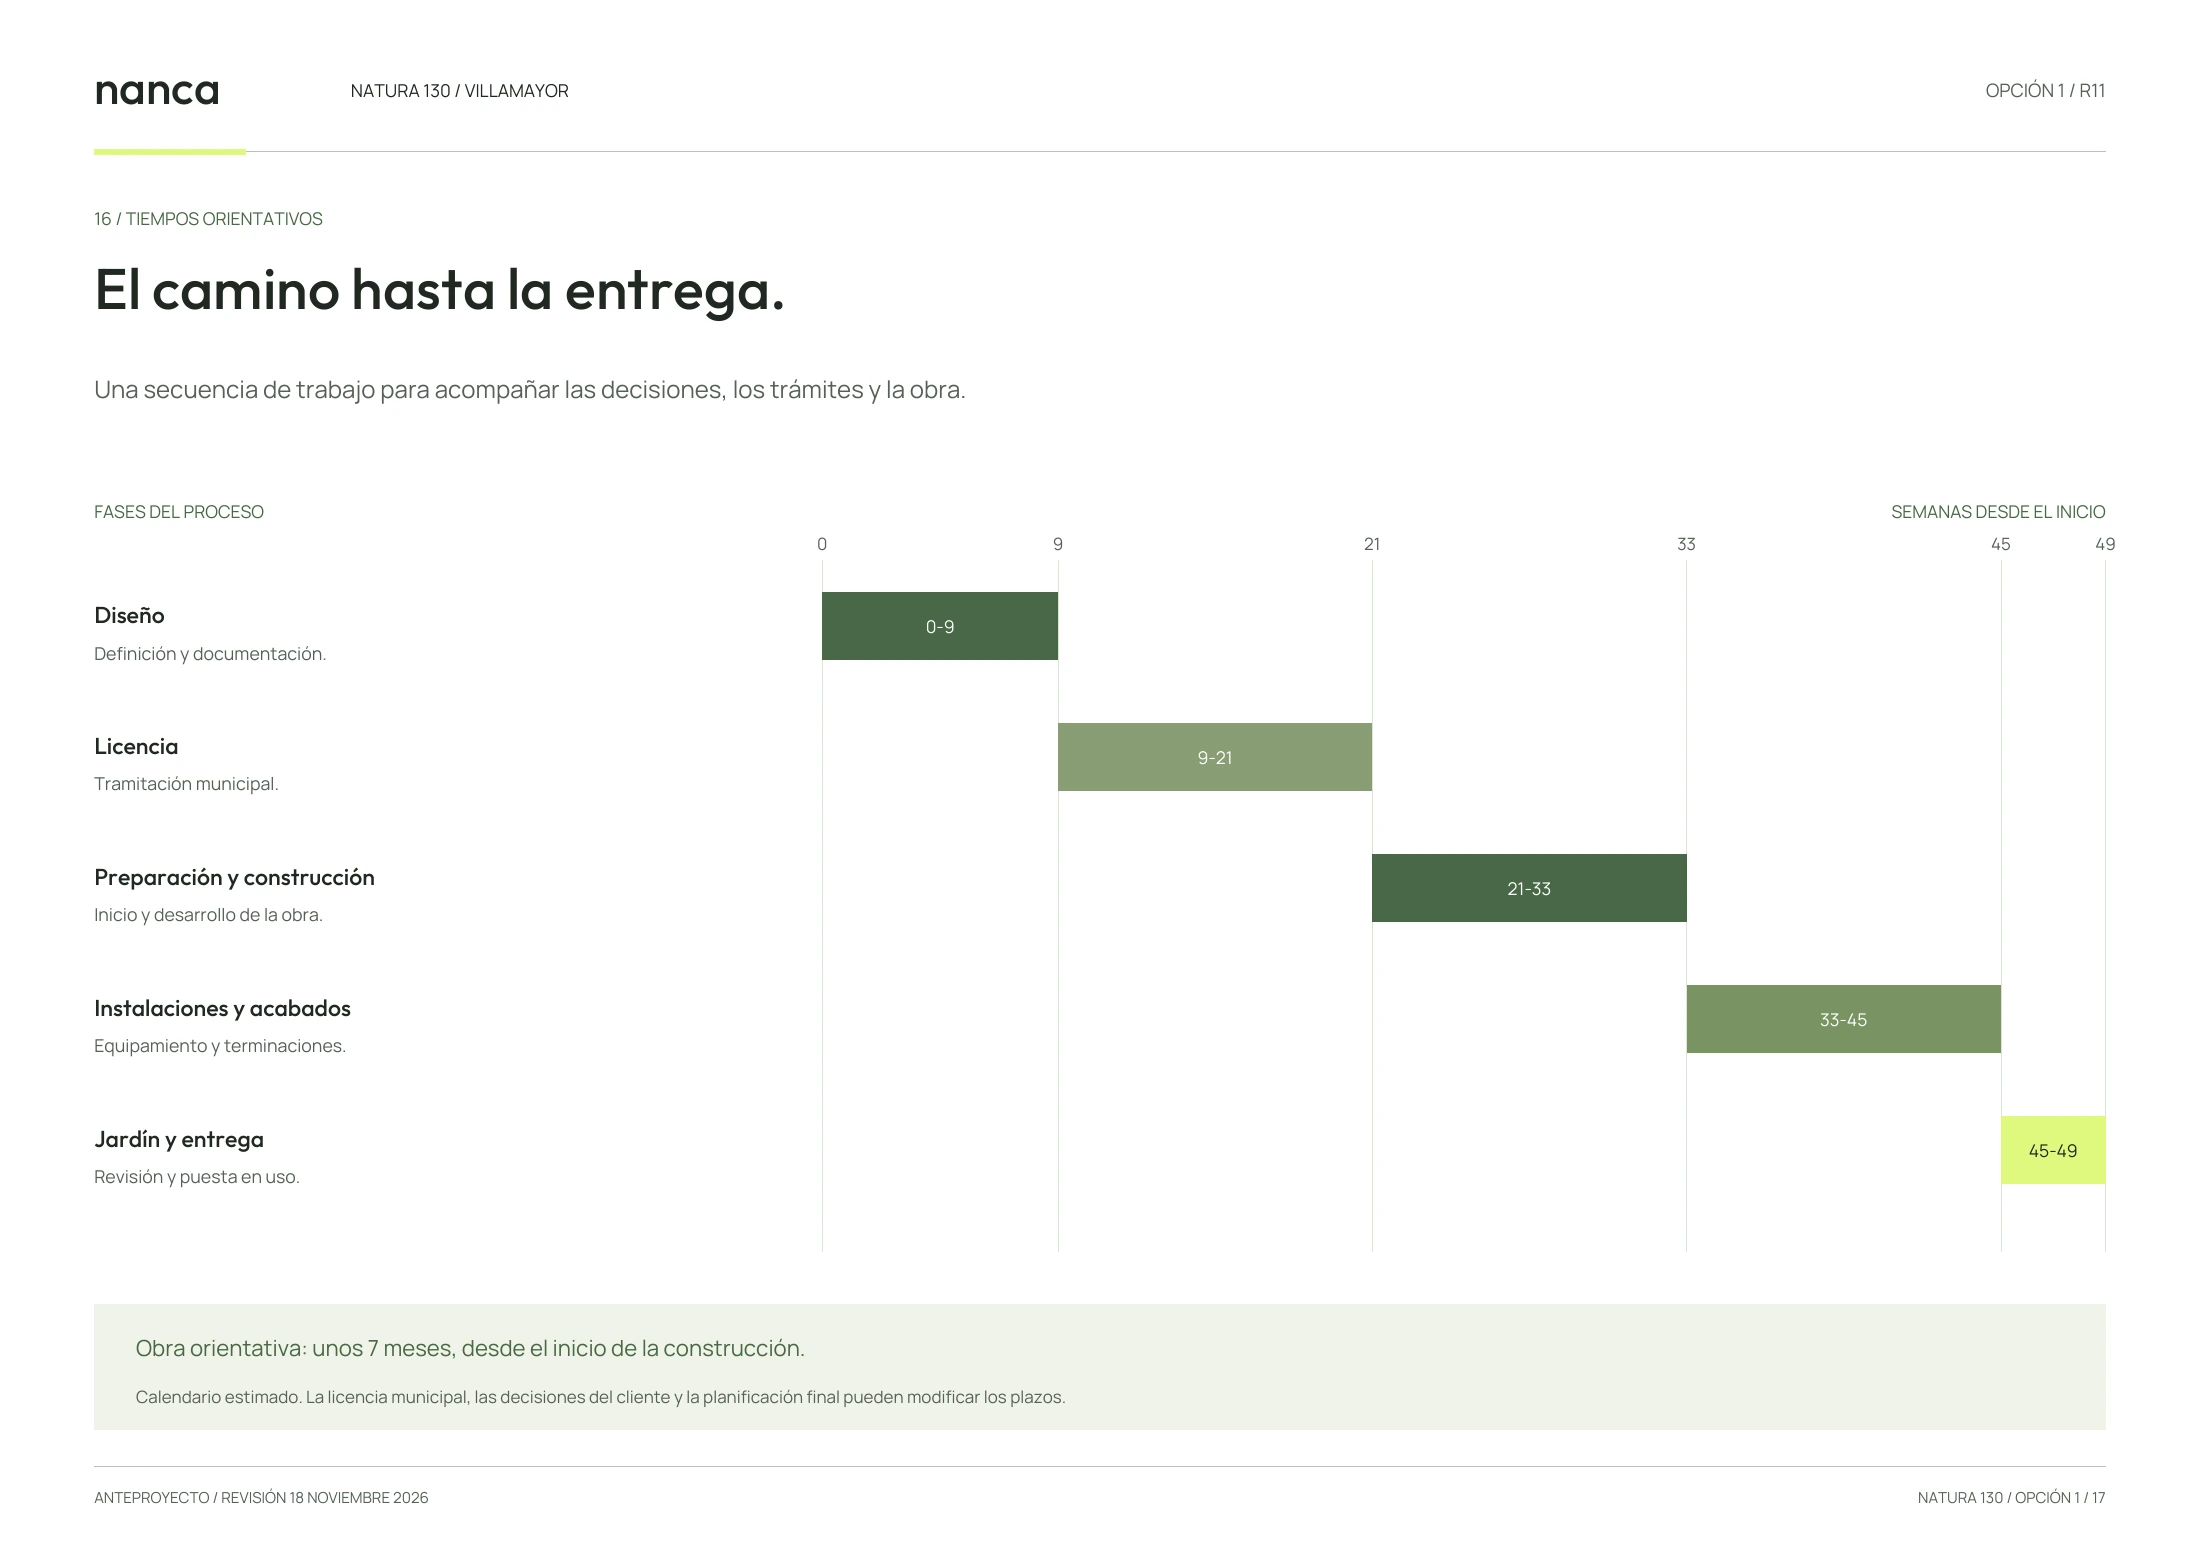 nanca
NATURA 130 / VILLAMAYOR
OPCIÓN 1 / R11
16 / TIEMPOS ORIENTATIVOS
El camino hasta la entrega.
Una secuencia de trabajo para acompañar las decisiones, los trámites y la obra.
FASES DEL PROCESO
SEMANAS DESDE EL INICIO
0 9 21 33 45 49
Diseño
0-9
Definición y documentación.
Licencia
9-21
Tramitación municipal.
Preparación y construcción
21-33
Inicio y desarrollo de la obra.
Instalaciones y acabados
33-45
Equipamiento y terminaciones.
Jardín y entrega
45-49
Revisión y puesta en uso.
Obra orientativa: unos 7 meses, desde el inicio de la construcción.
Calendario estimado. La licencia municipal, las decisiones del cliente y la planificación final pueden modificar los plazos.
ANTEPROYECTO / REVISIÓN 18 NOVIEMBRE 2026
NATURA 130 / OPCIÓN 1 / 17